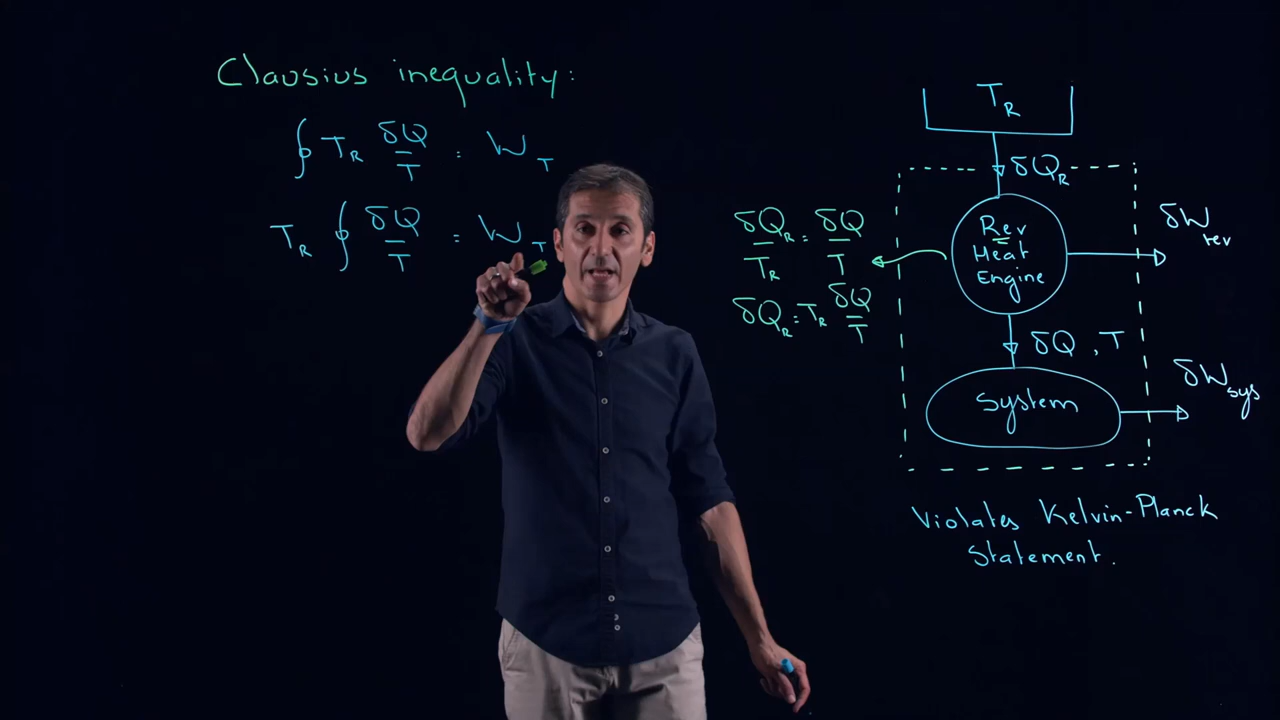 Clausius inequality:
∮ T_R δQ/T = W_T
T_R ∮ δQ/T = W_T
δQ_R/T_R = δQ/T
δQ_R = T_R δQ/T
T_R
δQ_R
Rev
Heat
Engine
δW_rev
δQ, T
System
δW_sys
Violates Kelvin-Planck
Statement.